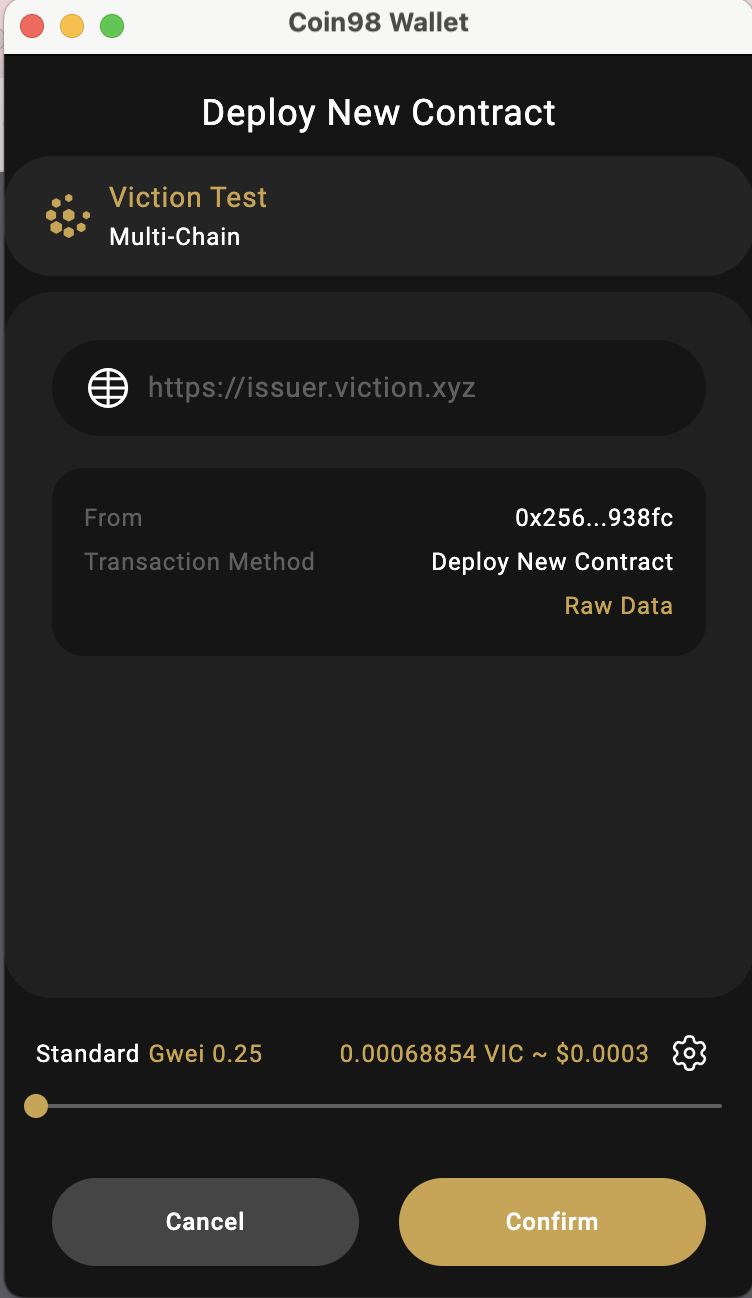 Coin98 Wallet
Deploy New Contract
Viction Test
Multi-Chain
https://issuer.viction.xyz
From 0x256...938fc
Transaction Method Deploy New Contract
Raw Data
Standard Gwei 0.25 0.00068854 VIC ~ $0.0003
Cancel Confirm